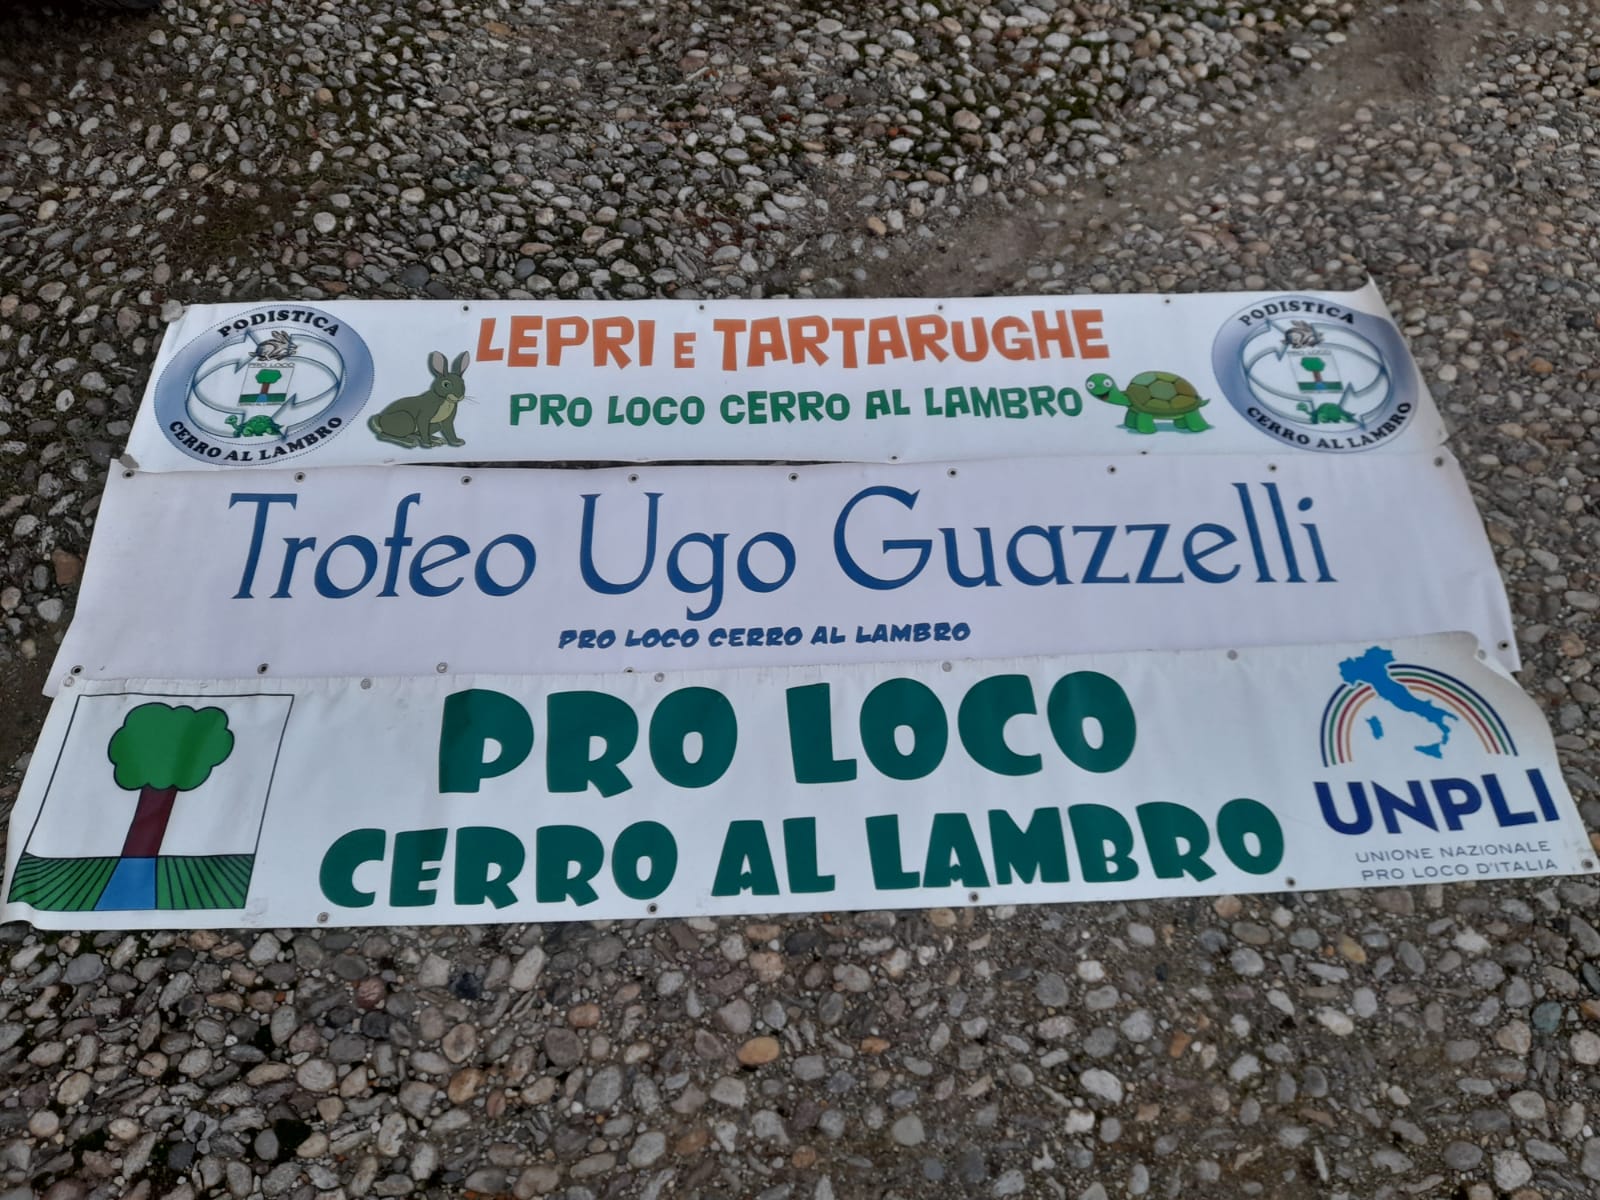 PODISTICA
PRO LOCO
CERRO AL LAMBRO
LEPRI E TARTARUGHE
PRO LOCO CERRO AL LAMBRO
PODISTICA
PRO LOCO
CERRO AL LAMBRO
Trofeo Ugo Guazzelli
PRO LOCO CERRO AL LAMBRO
PRO LOCO
CERRO AL LAMBRO
UNPLI
UNIONE NAZIONALE
PRO LOCO D'ITALIA